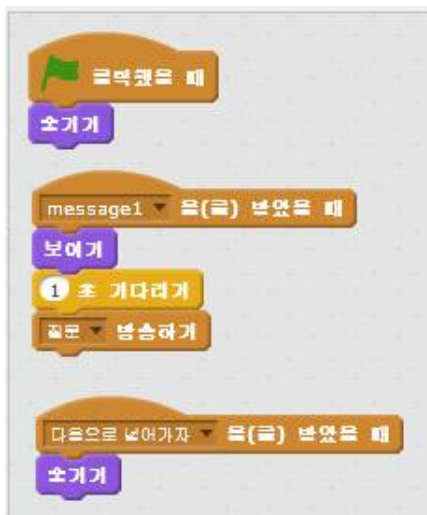 클릭했을 때
숨기기
message1 을(를) 받았을 때
보이기
1 초 기다리기
질문 방송하기
다음으로 넘어가자 을(를) 받았을 때
숨기기